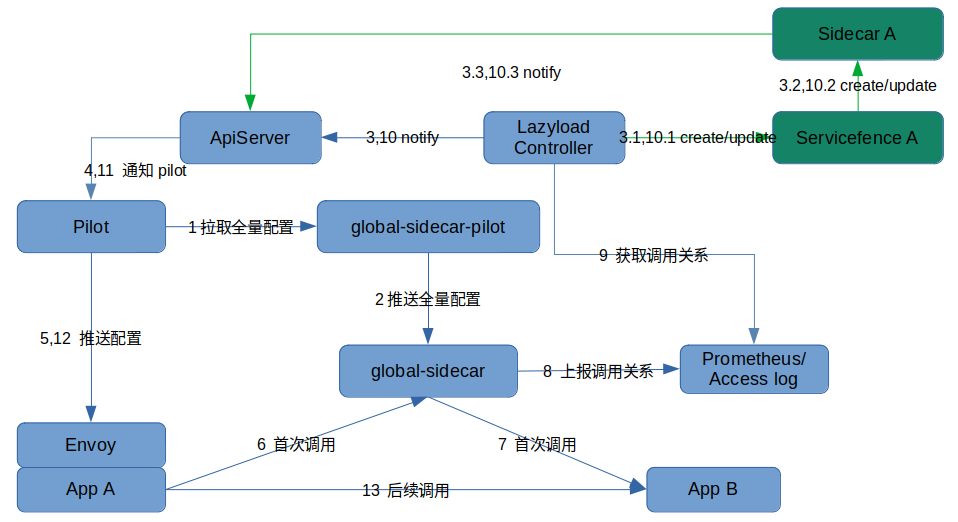 Sidecar A
3.3,10.3 notify
3.2,10.2 create/update
ApiServer
3,10 notify
Lazyload
Controller
3.1,10.1 create/update
Servicefence A
4,11 通知 pilot
Pilot
1 拉取全量配置
global-sidecar-pilot
9 获取调用关系
2 推送全量配置
5,12 推送配置
global-sidecar
8 上报调用关系
Prometheus/
Access log
Envoy
6 首次调用
7 首次调用
App A
13 后续调用
App B